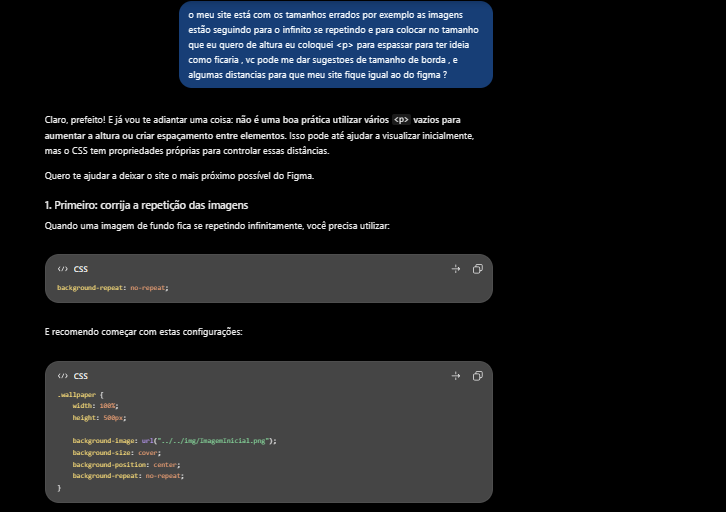 o meu site está com os tamanhos errados por exemplo as imagens
estão seguindo para o infinito se repetindo e para colocar no tamanho
que eu quero de altura eu coloquei <p> para espassar para ter ideia
como ficaria , vc pode me dar sugestoes de tamanho de borda , e
algumas distancias para que meu site fique igual ao do figma ?
Claro, prefeito! E já vou te adiantar uma coisa: não é uma boa prática utilizar vários <p> vazios para
aumentar a altura ou criar espaçamento entre elementos. Isso pode até ajudar a visualizar inicialmente,
mas o CSS tem propriedades próprias para controlar essas distâncias.
Quero te ajudar a deixar o site o mais próximo possível do Figma.
1. Primeiro: corrija a repetição das imagens
Quando uma imagem de fundo fica se repetindo infinitamente, você precisa utilizar:
</> CSS
background-repeat: no-repeat;
E recomendo começar com estas configurações:
</> CSS
.wallpaper {
width: 100%;
height: 500px;
background-image: url("../../img/ImagemInicial.png");
background-size: cover;
background-position: center;
background-repeat: no-repeat;
}